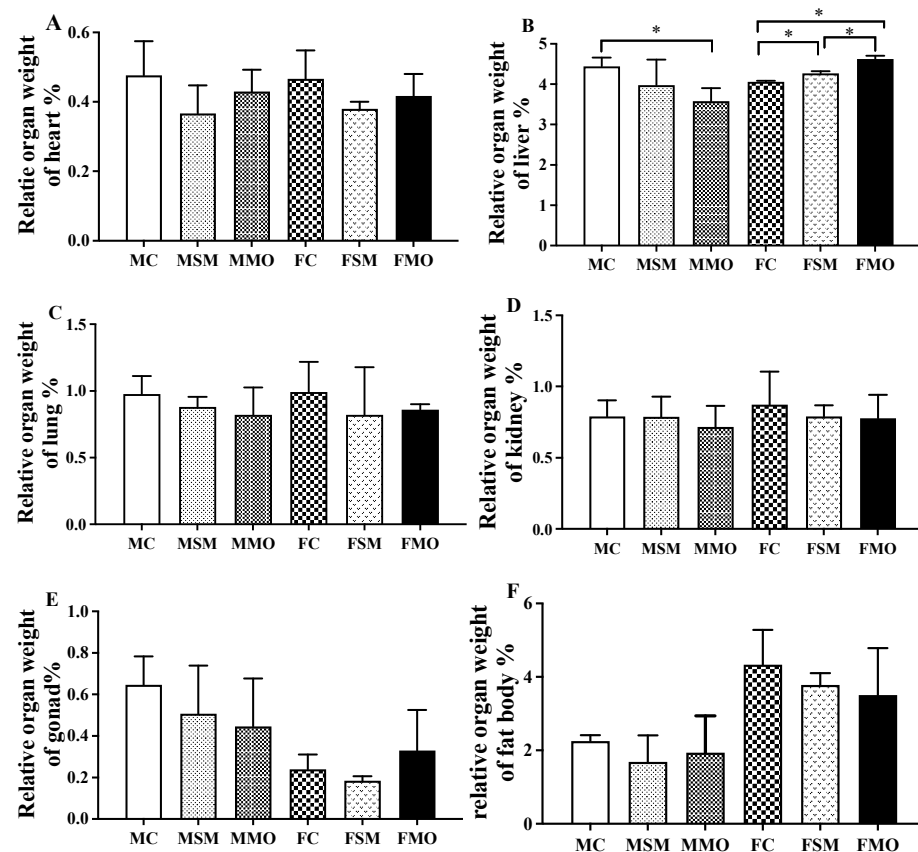 A
Relatie organ weight
of heart %
0.6
0.4
0.2
0.0
MC MSM MMO FC FSM FMO
B
Relative organ weight
of liver %
5
4
3
2
1
0
* * * *
MC MSM MMO FC FSM FMO
C
Relative organ weight
of lung %
1.5
1.0
0.5
0.0
MC MSM MMO FC FSM FMO
D
Relative organ weight
of kidney %
1.5
1.0
0.5
0.0
MC MSM MMO FC FSM FMO
E
Relative organ weight
of gonad%
1.0
0.8
0.6
0.4
0.2
0.0
MC MSM MMO FC FSM FMO
F
relative organ weight
of fat body %
6
4
2
0
MC MSM MMO FC FSM FMO